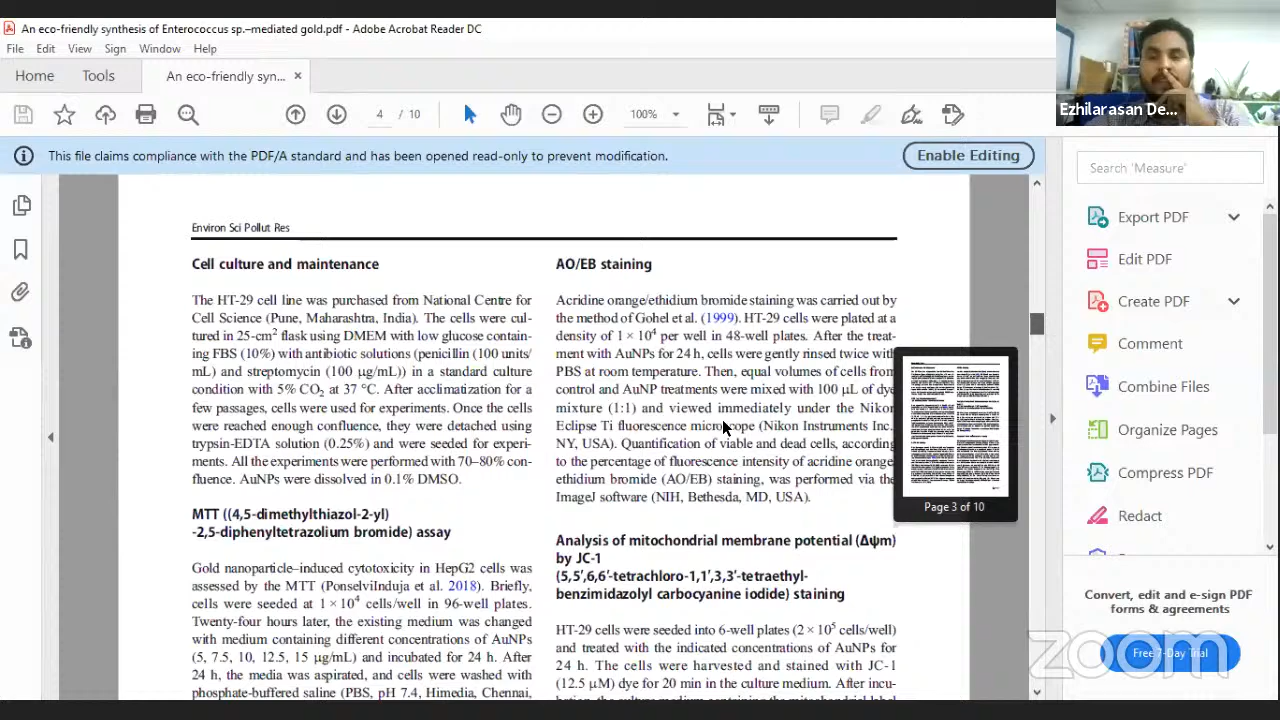 An eco-friendly synthesis of Enterococcus sp.–mediated gold.pdf - Adobe Acrobat Reader DC
File Edit View Sign Window Help
Home Tools An eco-friendly syn... ×
4 / 10 100%
This file claims compliance with the PDF/A standard and has been opened read-only to prevent modification.
Enable Editing
Ezhilarasan De...
Environ Sci Pollut Res
Cell culture and maintenance
The HT-29 cell line was purchased from National Centre for
Cell Science (Pune, Maharashtra, India). The cells were cul-
tured in 25-cm² flask using DMEM with low glucose contain-
ing FBS (10%) with antibiotic solutions (penicillin (100 units/
mL) and streptomycin (100 μg/mL)) in a standard culture
condition with 5% CO₂ at 37 °C. After acclimatization for a
few passages, cells were used for experiments. Once the cells
were reached enough confluence, they were detached using
trypsin-EDTA solution (0.25%) and were seeded for experi-
ments. All the experiments were performed with 70–80% con-
fluence. AuNPs were dissolved in 0.1% DMSO.
MTT ((4,5-dimethylthiazol-2-yl)
-2,5-diphenyltetrazolium bromide) assay
Gold nanoparticle–induced cytotoxicity in HepG2 cells was
assessed by the MTT (PonselviInduja et al. 2018). Briefly,
cells were seeded at 1 × 10⁴ cells/well in 96-well plates.
Twenty-four hours later, the existing medium was changed
with medium containing different concentrations of AuNPs
(5, 7.5, 10, 12.5, 15 μg/mL) and incubated for 24 h. After
24 h, the media was aspirated, and cells were washed with
phosphate-buffered saline (PBS, pH 7.4, Himedia, Chennai,
AO/EB staining
Acridine orange/ethidium bromide staining was carried out by
the method of Gohel et al. (1999). HT-29 cells were plated at a
density of 1 × 10⁴ per well in 48-well plates. After the treat-
ment with AuNPs for 24 h, cells were gently rinsed twice with
PBS at room temperature. Then, equal volumes of cells from
control and AuNP treatments were mixed with 100 μL of dye
mixture (1:1) and viewed immediately under the Nikon
Eclipse Ti fluorescence microscope (Nikon Instruments Inc.
NY, USA). Quantification of viable and dead cells, according
to the percentage of fluorescence intensity of acridine orange
ethidium bromide (AO/EB) staining, was performed via the
ImageJ software (NIH, Bethesda, MD, USA).
Analysis of mitochondrial membrane potential (Δψm)
by JC-1
(5,5′,6,6′-tetrachloro-1,1′,3,3′-tetraethyl-
benzimidazolyl carbocyanine iodide) staining
HT-29 cells were seeded into 6-well plates (2 × 10⁵ cells/well)
and treated with the indicated concentrations of AuNPs for
24 h. The cells were harvested and stained with JC-1
(12.5 μM) dye for 20 min in the culture medium. After incu-
Page 3 of 10
Search 'Measure'
Export PDF
Edit PDF
Create PDF
Comment
Combine Files
Organize Pages
Compress PDF
Redact
Convert, edit and e-sign PDF
forms & agreements
Free 7-Day Trial
zoom